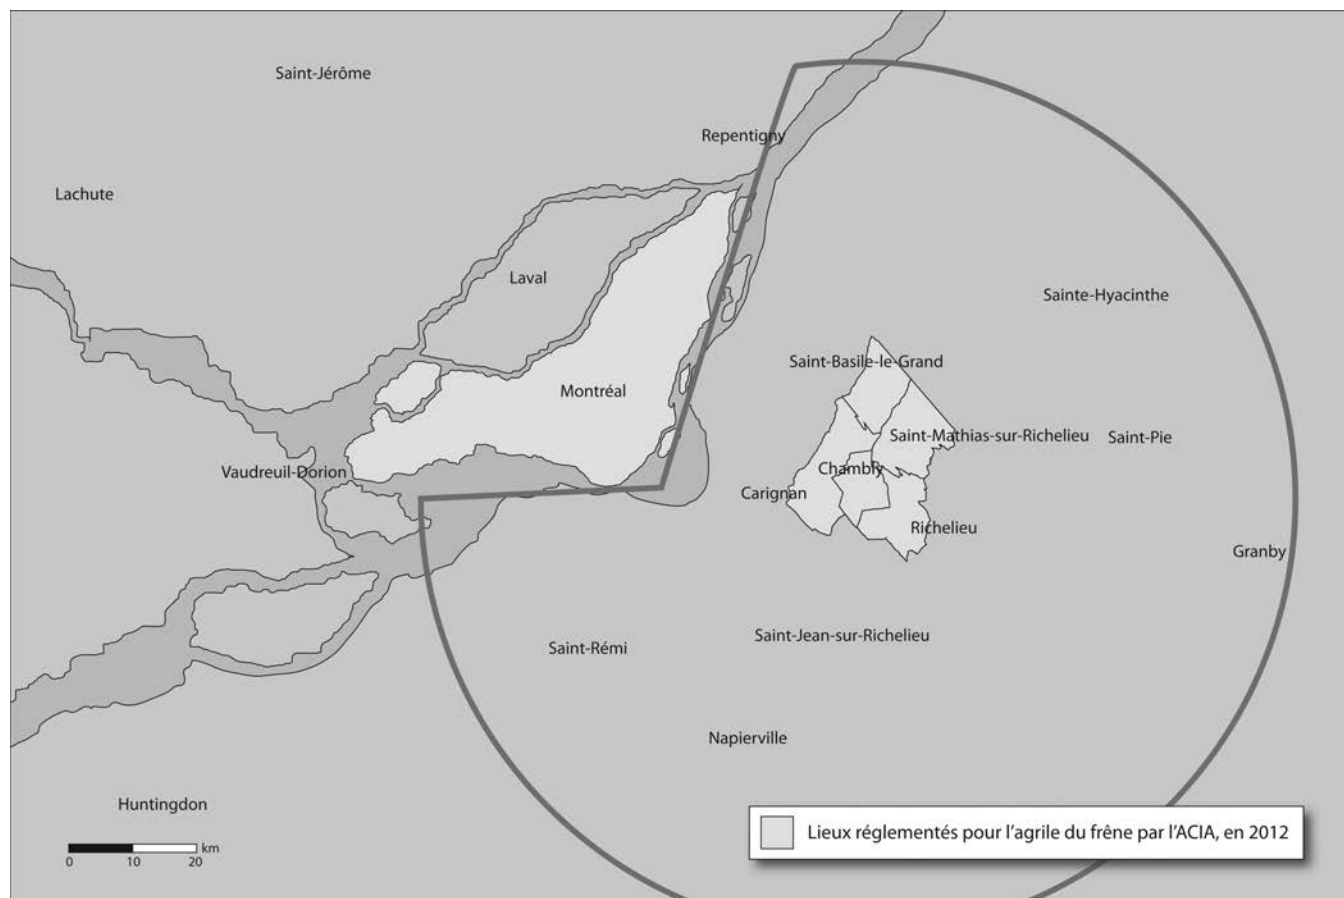 Saint-Jérôme
Repentigny
Lachute
Laval
Sainte-Hyacinthe
Saint-Basile-le-Grand
Montréal
Saint-Mathias-sur-Richelieu
Saint-Pie
Vaudreuil-Dorion
Chambly
Carignan
Richelieu
Granby
Saint-Jean-sur-Richelieu
Saint-Rémi
Napierville
Huntingdon
Lieux réglementés pour l'agrile du frêne par l'ACIA, en 2012
km
0 10 20